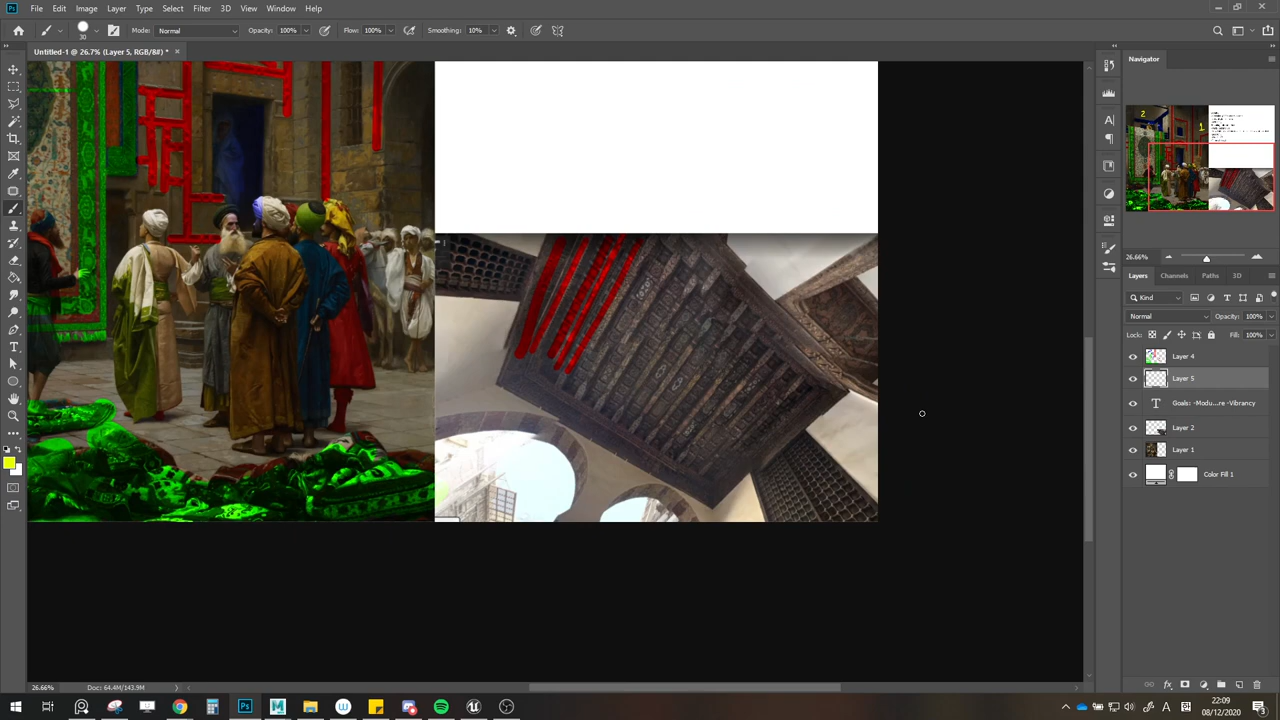 File Edit Image Layer Type Select Filter 3D View Window Help
30 Mode: Normal Opacity: 100% Flow: 100% Smoothing: 10%
Untitled-1 @ 26.7% (Layer 5, RGB/8#) * ×
Navigator
2
1
26.66%
Layers Channels Paths 3D
Kind
Normal Opacity: 100%
Lock: Fill: 100%
Layer 4
Layer 5
T Goals: -Modu...re -Vibrancy
Layer 2
Layer 1
Color Fill 1
26.66% Doc: 64.4M/143.9M
22:09
08/12/2020